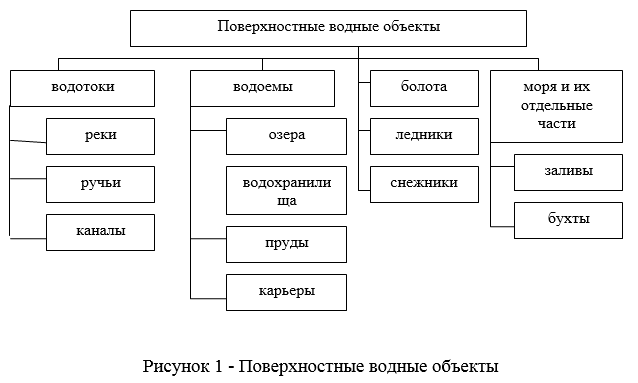 Поверхностные водные объекты
водотоки
реки
ручьи
каналы
водоемы
озера
водохранили
ща
пруды
карьеры
болота
ледники
снежники
моря и их
отдельные
части
заливы
бухты
Рисунок 1 - Поверхностные водные объекты